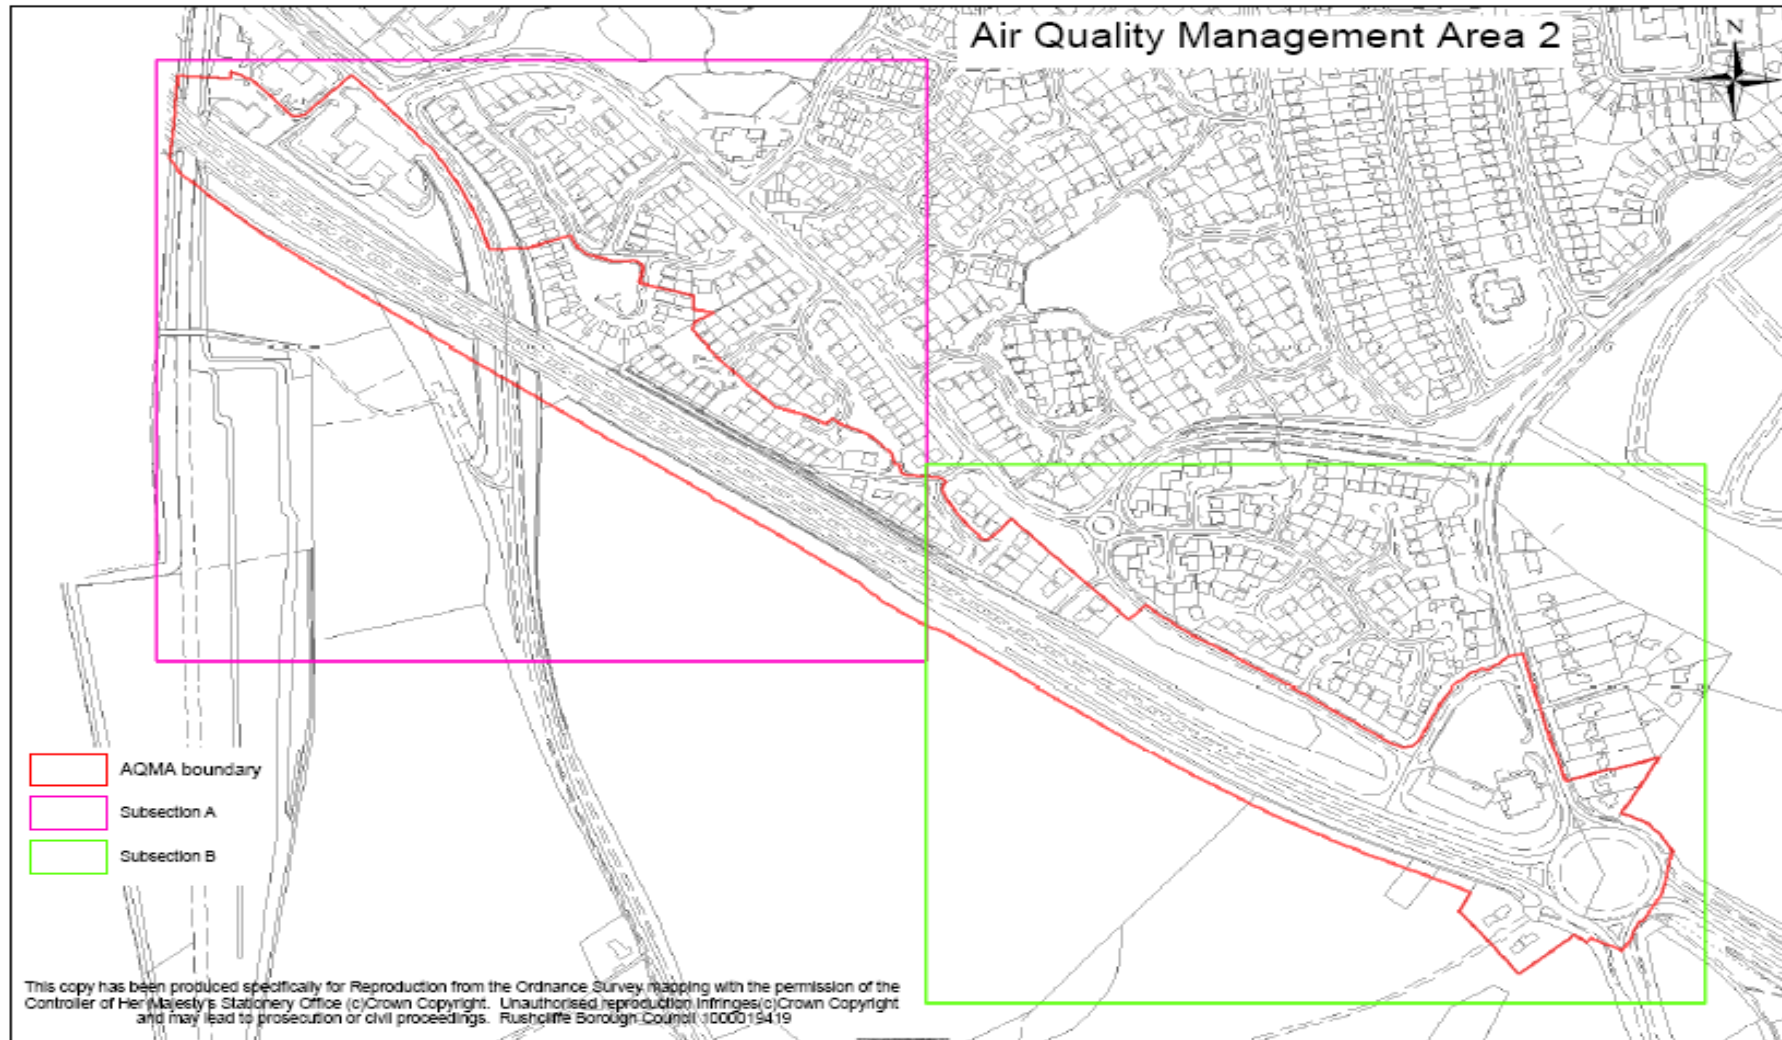 Air Quality Management Area 2
N
AQMA boundary
Subsection A
Subsection B
This copy has been produced specifically for Reproduction from the Ordnance Survey mapping with the permission of the
Controller of Her Majesty's Stationery Office (c)Crown Copyright. Unauthorised reproduction infringes(c)Crown Copyright
and may lead to prosecution or civil proceedings. Rushcliffe Borough Council 1000019419